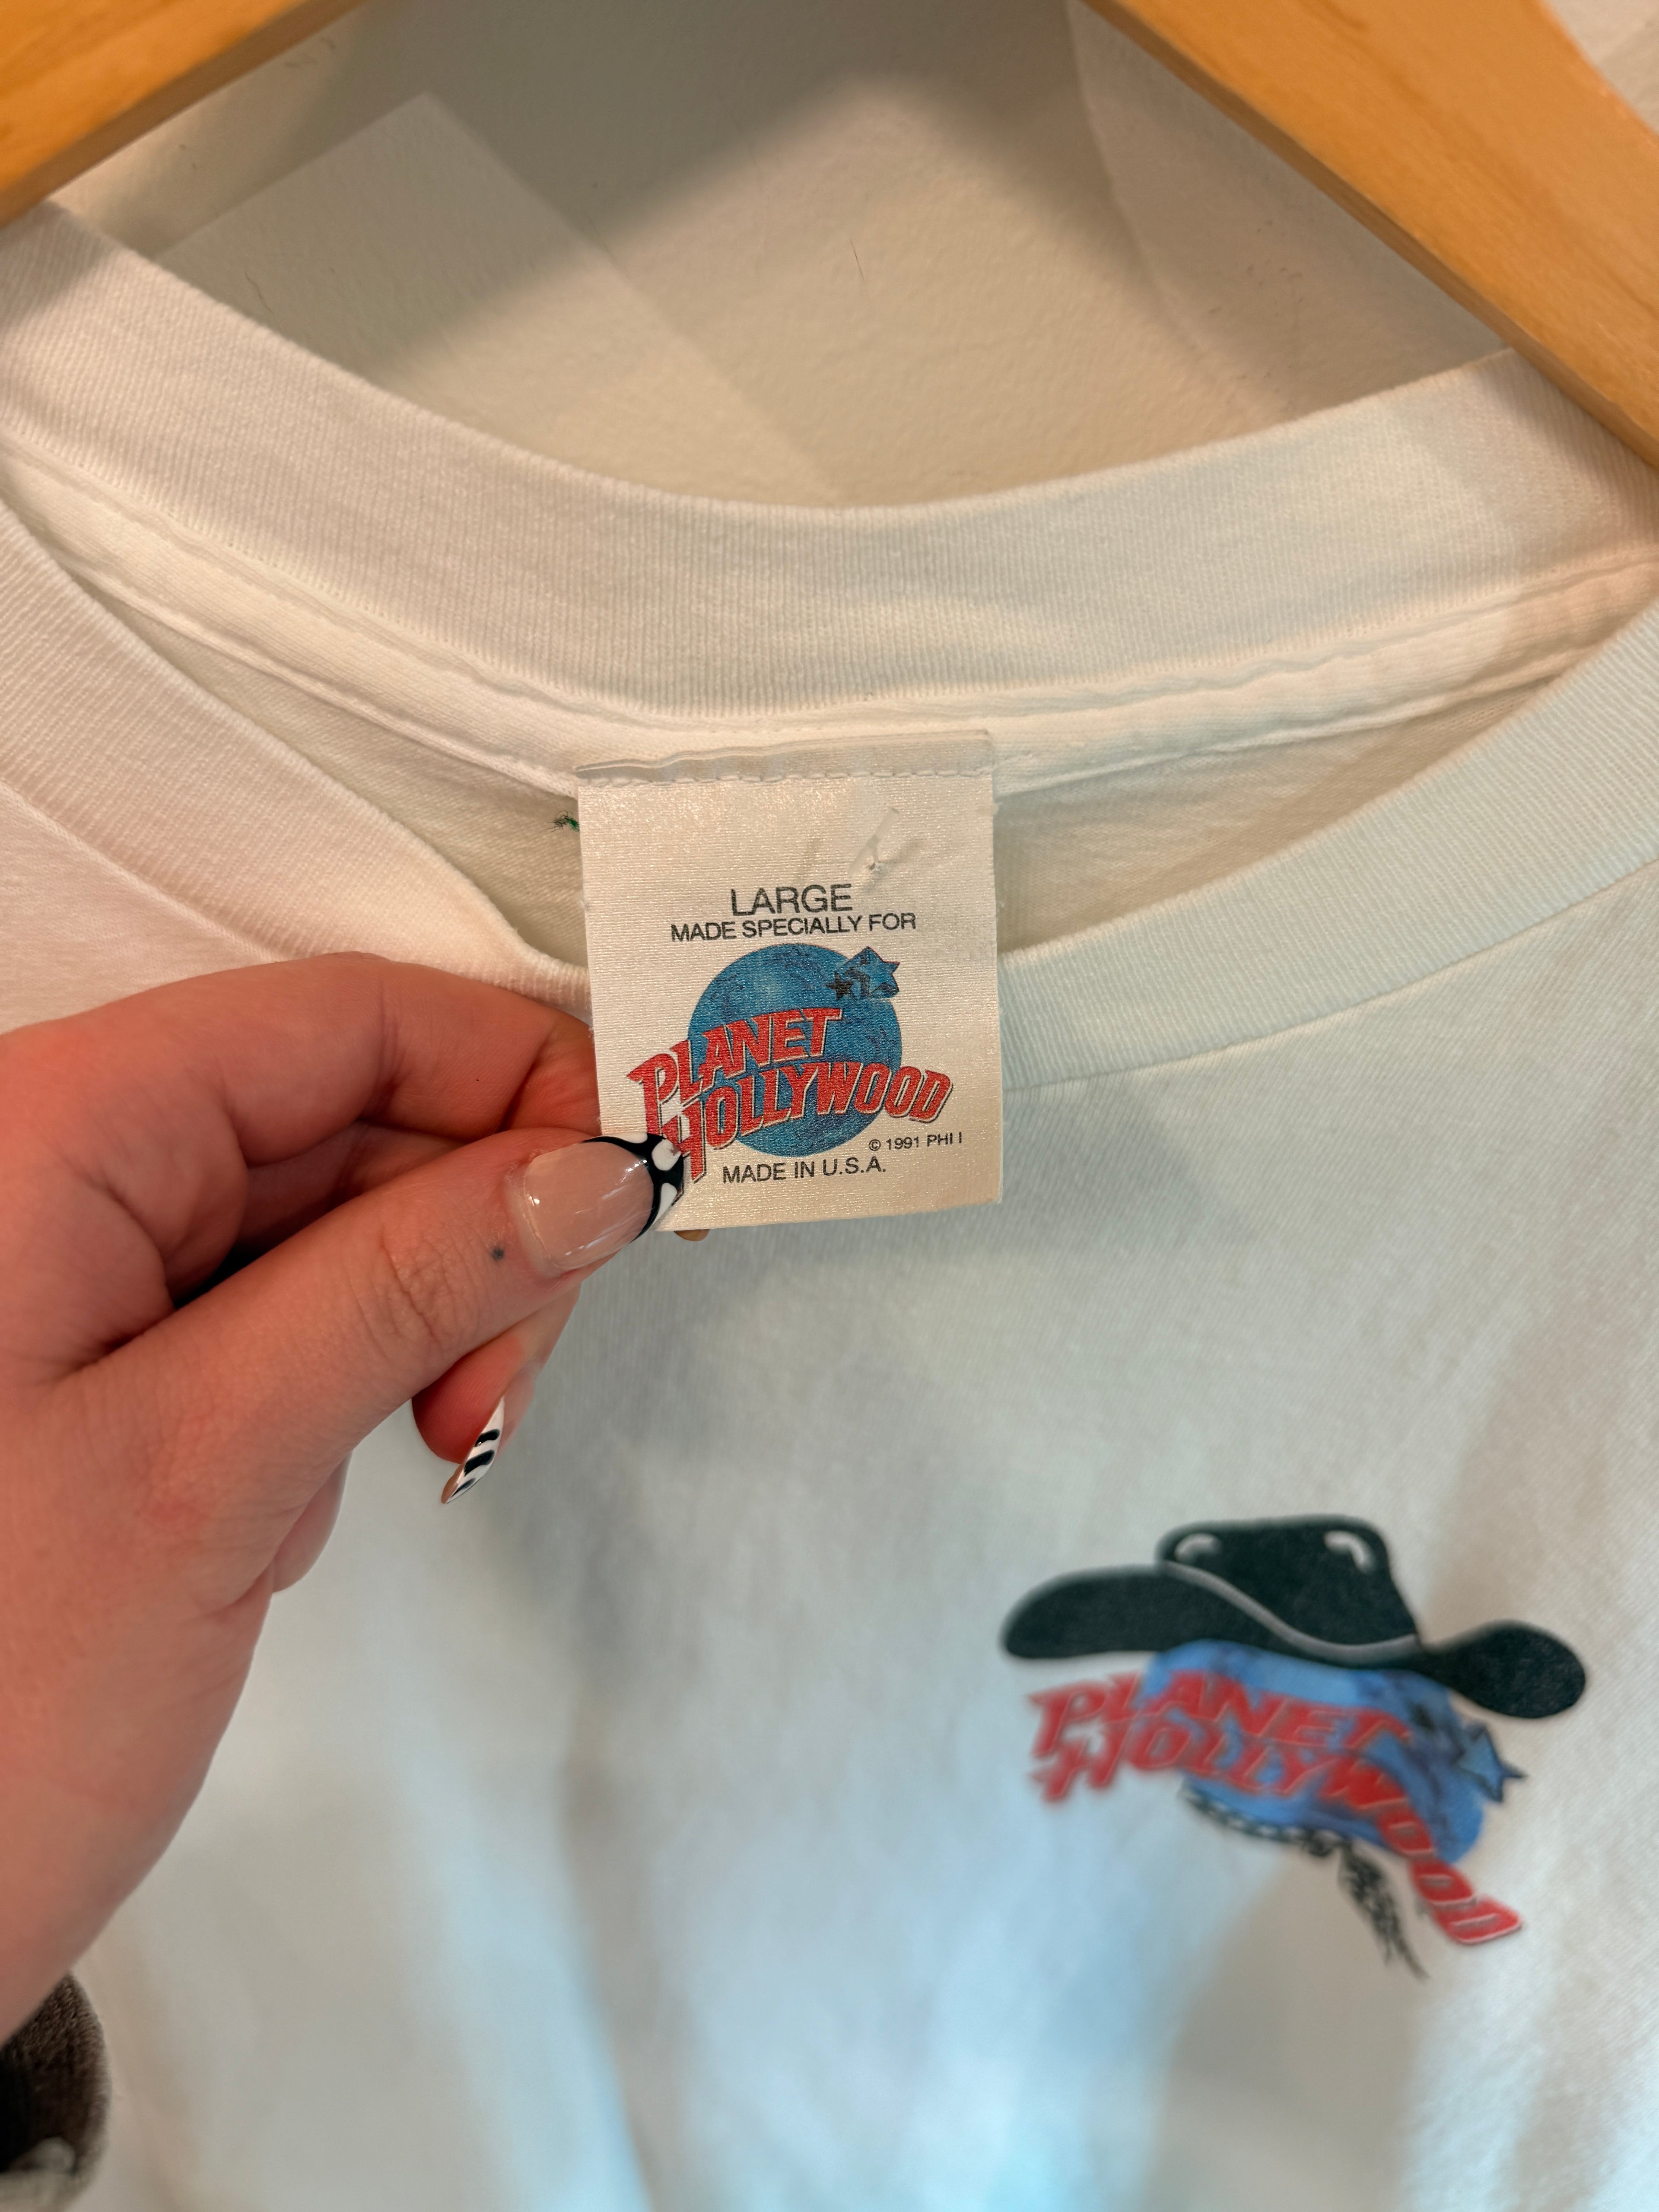 LARGE
MADE SPECIALLY FOR
PLANET
HOLLYWOOD
© 1991 PHI I
MADE IN U.S.A.
PLANET
HOLLYWOOD